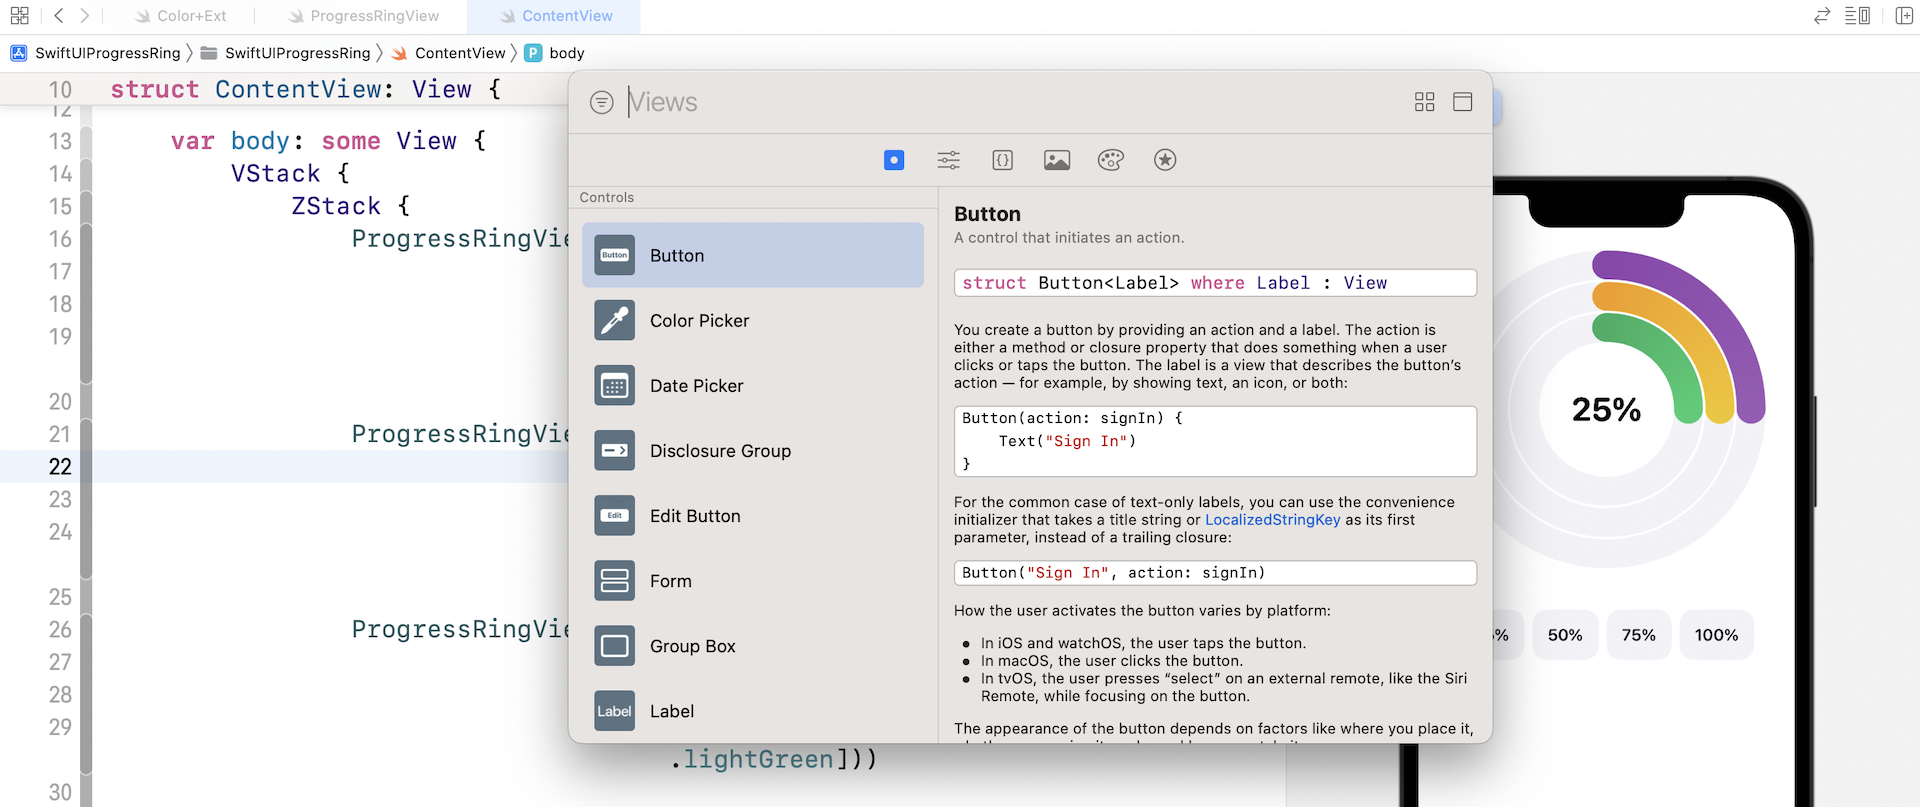 Color+Ext
ProgressRingView
ContentView
SwiftUIProgressRing
SwiftUIProgressRing
ContentView
P
body
10 struct ContentView: View {
12
13 var body: some View {
14 VStack {
15 ZStack {
16 ProgressRingVie
17
18
19
20
21 ProgressRingVie
22
23
24
25
26 ProgressRingVie
27
28
29
.lightGreen]))
30
Views
Controls
Button
Button
Color Picker
Date Picker
Disclosure Group
Edit
Edit Button
Form
Group Box
Label
Label
Button
A control that initiates an action.
struct Button<Label> where Label : View
You create a button by providing an action and a label. The action is
either a method or closure property that does something when a user
clicks or taps the button. The label is a view that describes the button’s
action — for example, by showing text, an icon, or both:
Button(action: signIn) {
Text("Sign In")
}
For the common case of text-only labels, you can use the convenience
initializer that takes a title string or LocalizedStringKey as its first
parameter, instead of a trailing closure:
Button("Sign In", action: signIn)
How the user activates the button varies by platform:
• In iOS and watchOS, the user taps the button.
• In macOS, the user clicks the button.
• In tvOS, the user presses “select” on an external remote, like the Siri
Remote, while focusing on the button.
The appearance of the button depends on factors like where you place it,
25%
%
50%
75%
100%